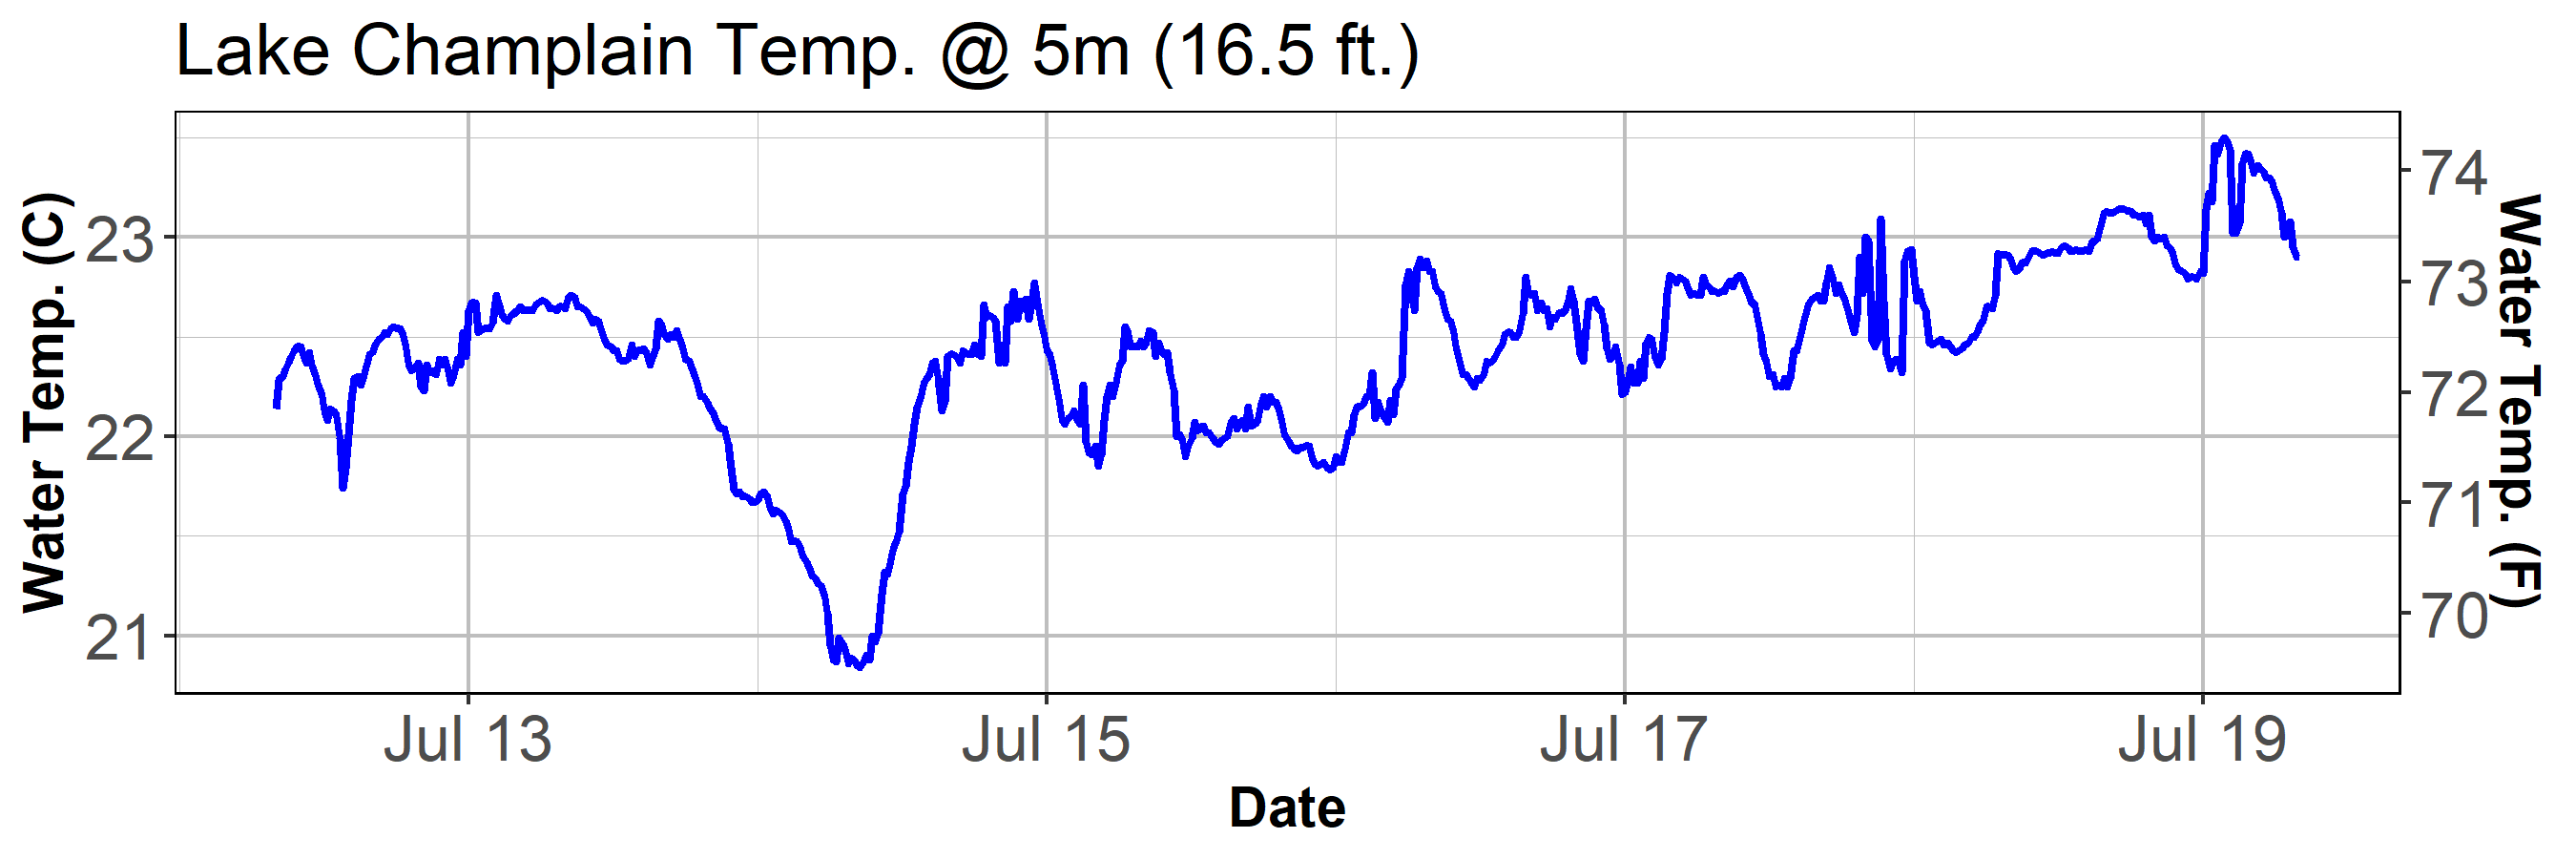 Lake Champlain Temp. @ 5m (16.5 ft.)
Water Temp. (C)
23
22
21
74
73
72
71
70
Water Temp. (F)
Jul 13
Jul 15
Jul 17
Jul 19
Date